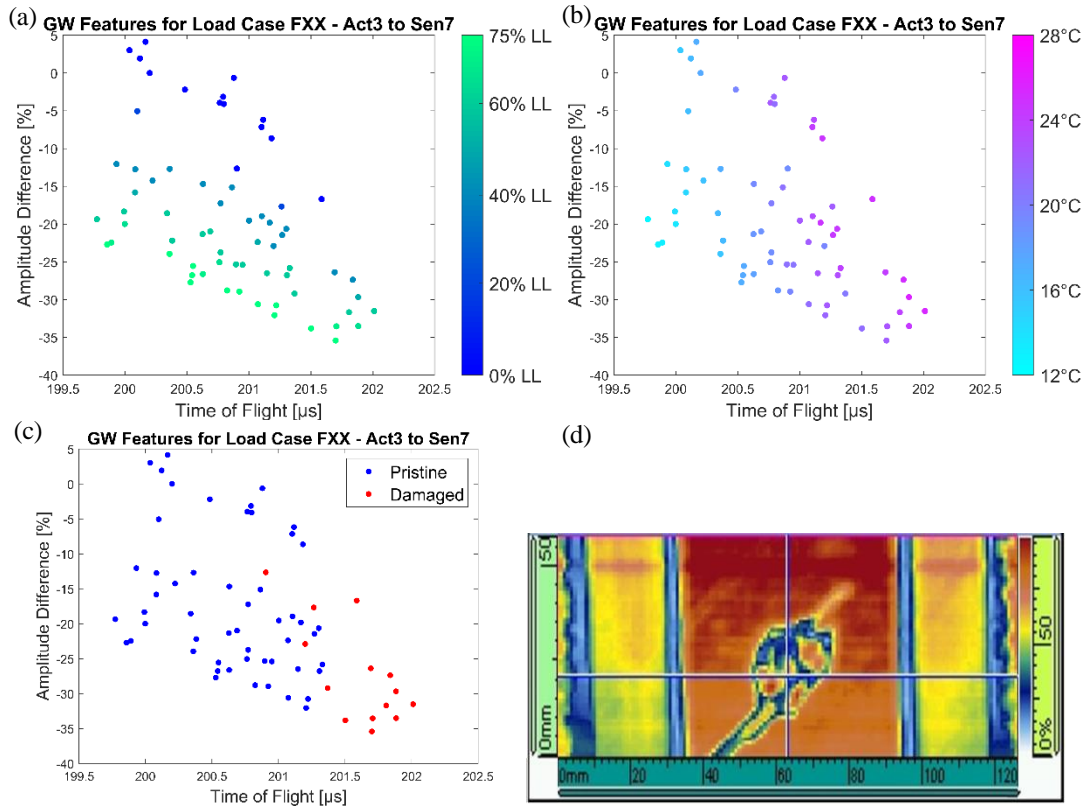 (a)
GW Features for Load Case FXX - Act3 to Sen7
5
0
-5
-10
-15
-20
-25
-30
-35
-40
Amplitude Difference [%]
199.5 200 200.5 201 201.5 202 202.5
Time of Flight [µs]
75% LL
60% LL
40% LL
20% LL
0% LL
(b)
GW Features for Load Case FXX - Act3 to Sen7
5
0
-5
-10
-15
-20
-25
-30
-35
-40
Amplitude Difference [%]
199.5 200 200.5 201 201.5 202 202.5
Time of Flight [µs]
28°C
24°C
20°C
16°C
12°C
(c)
GW Features for Load Case FXX - Act3 to Sen7
Pristine
Damaged
5
0
-5
-10
-15
-20
-25
-30
-35
-40
Amplitude Difference [%]
199.5 200 200.5 201 201.5 202 202.5
Time of Flight [µs]
(d)
50
0mm
50
0%
0mm 20 40 60 80 100 120